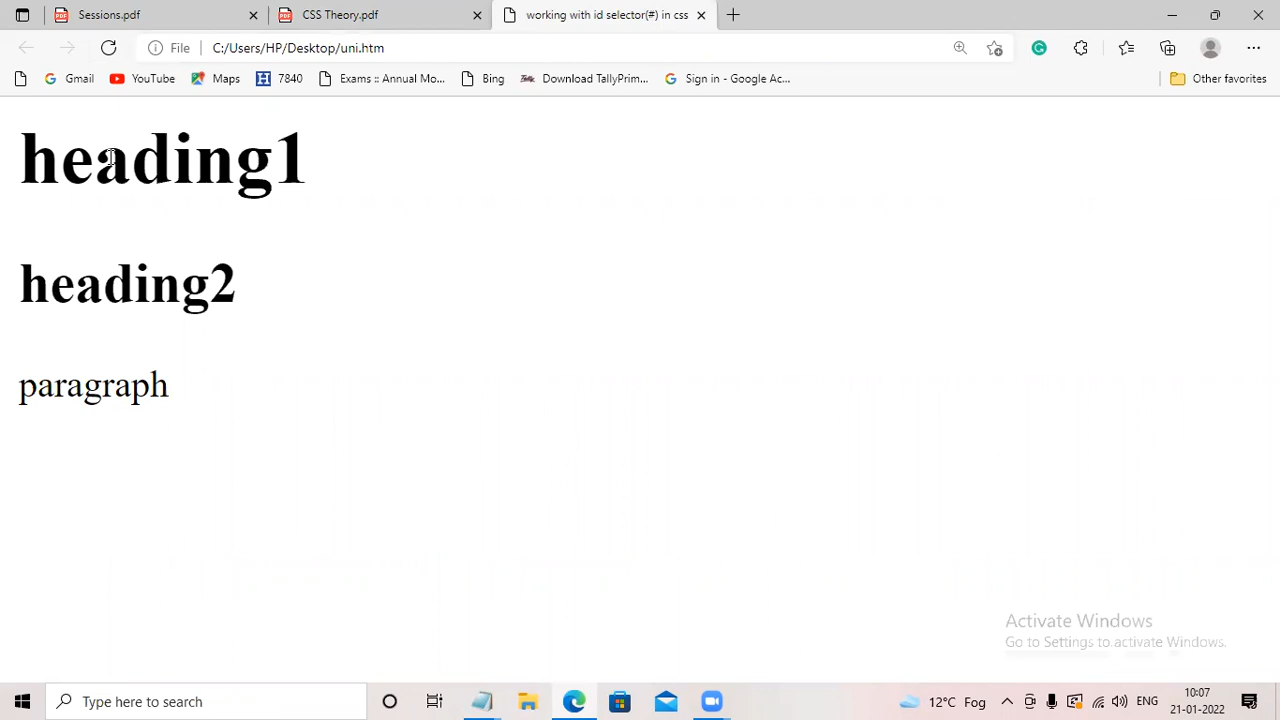 Sessions.pdf
CSS Theory.pdf
working with id selector(#) in css
File C:/Users/HP/Desktop/uni.htm
Gmail YouTube Maps 7840 Exams :: Annual Mo... Bing Download TallyPrim... Sign in - Google Ac... Other favorites
heading1
heading2
paragraph
Activate Windows
Go to Settings to activate Windows.
Type here to search
12°C Fog
ENG
10:07
21-01-2022